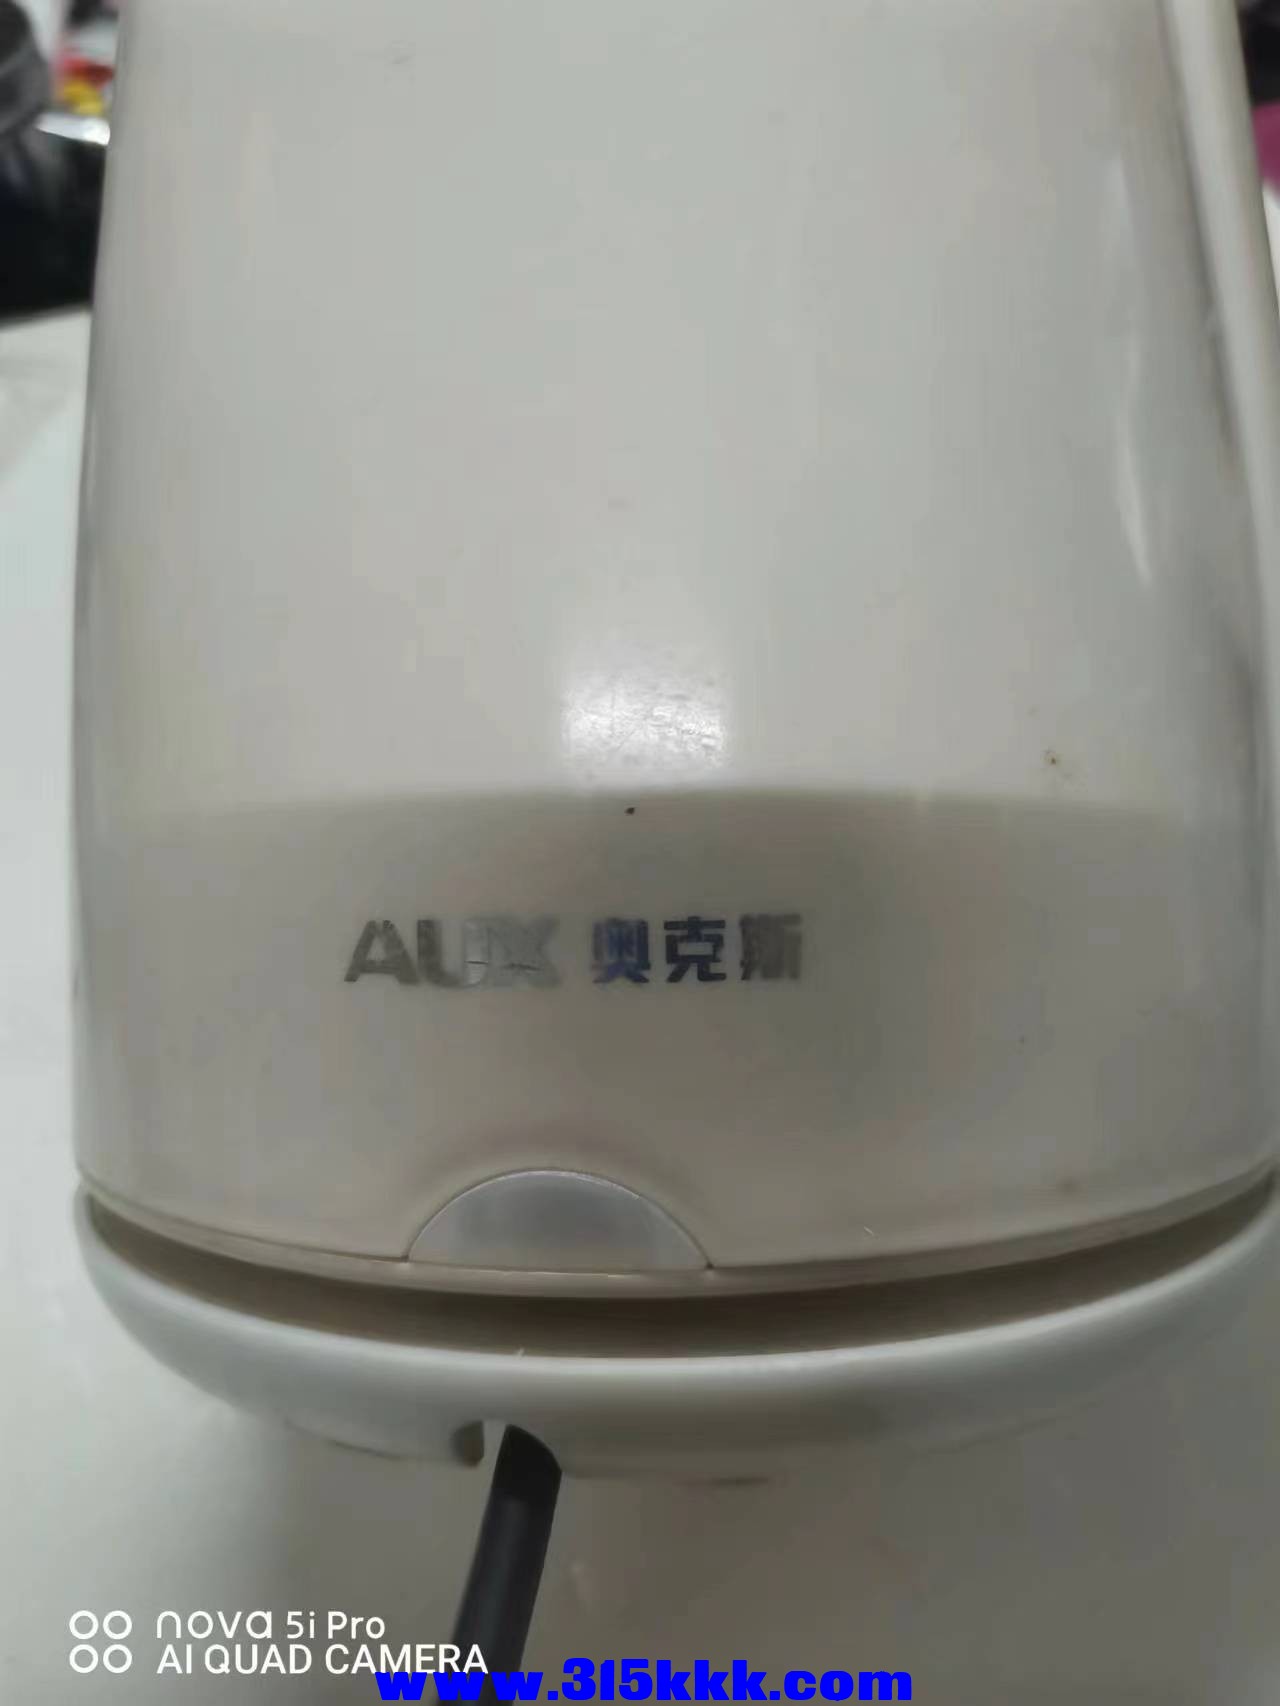 AUX 奥克斯
nova 5i Pro
AI QUAD CAMERA
www.315kkk.com